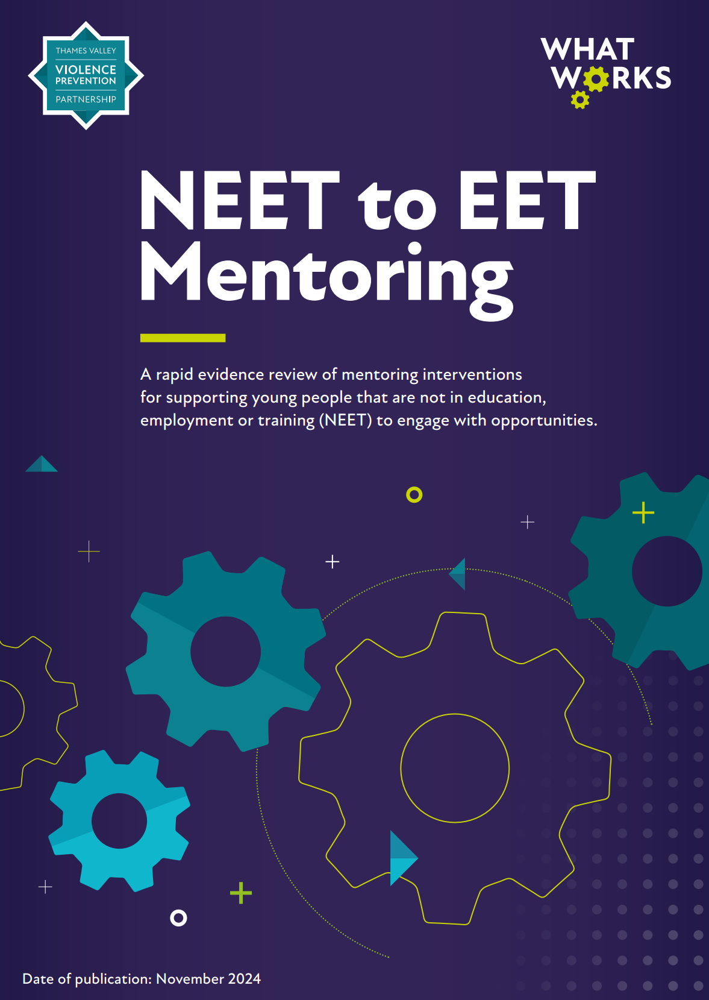 THAMES VALLEY
VIOLENCE
PREVENTION
PARTNERSHIP
WHAT
WORKS
NEET to EET
Mentoring
A rapid evidence review of mentoring interventions
for supporting young people that are not in education,
employment or training (NEET) to engage with opportunities.
Date of publication: November 2024